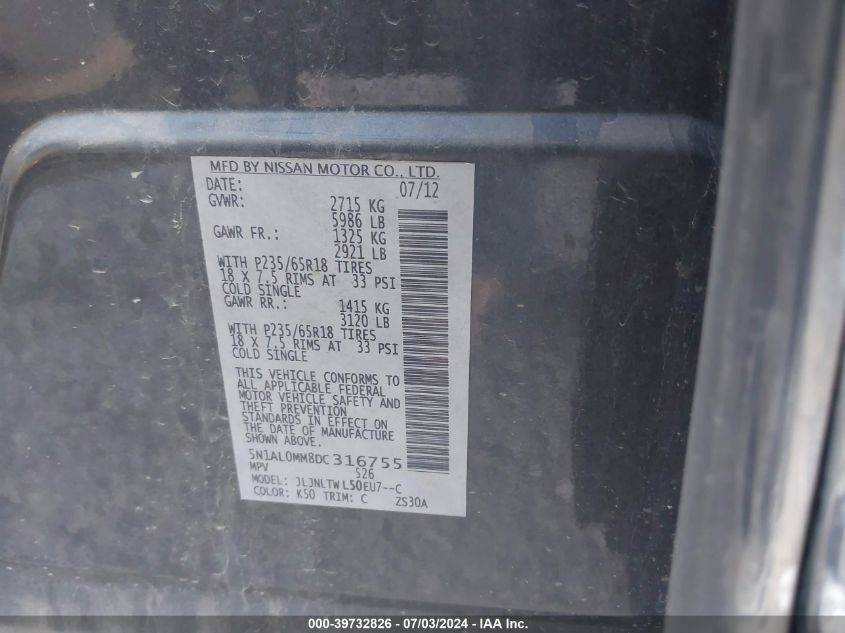 MFD BY NISSAN MOTOR CO., LTD.
DATE: 07/12
GVWR: 2715 KG
5986 LB
GAWR FR.: 1325 KG
2921 LB
WITH P235/65R18 TIRES
18 X 7.5 RIMS AT 33 PSI
COLD SINGLE
GAWR RR.: 1415 KG
3120 LB
WITH P235/65R18 TIRES
18 X 7.5 RIMS AT 33 PSI
COLD SINGLE
THIS VEHICLE CONFORMS TO
ALL APPLICABLE FEDERAL
MOTOR VEHICLE SAFETY AND
THEFT PREVENTION
STANDARDS IN EFFECT ON
THE DATE OF MANUFACTURE
SHOWN ABOVE.
5N1AL0MM8DC316755
MPV S26
MODEL: JLJNLTWL50EU7--C
COLOR: K50 TRIM: C ZS30A
000-39732826 - 07/03/2024 - IAA Inc.